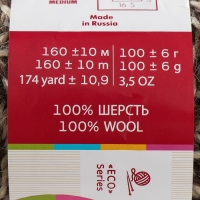 MEDIUM
Made
in Russia
160 ±10 м 100 ± 6 г
160 ± 10 m 100 ± 6 g
174 yard ± 10,9 3,5 OZ
100% ШЕРСТЬ
100% WOOL
«ECO»
series